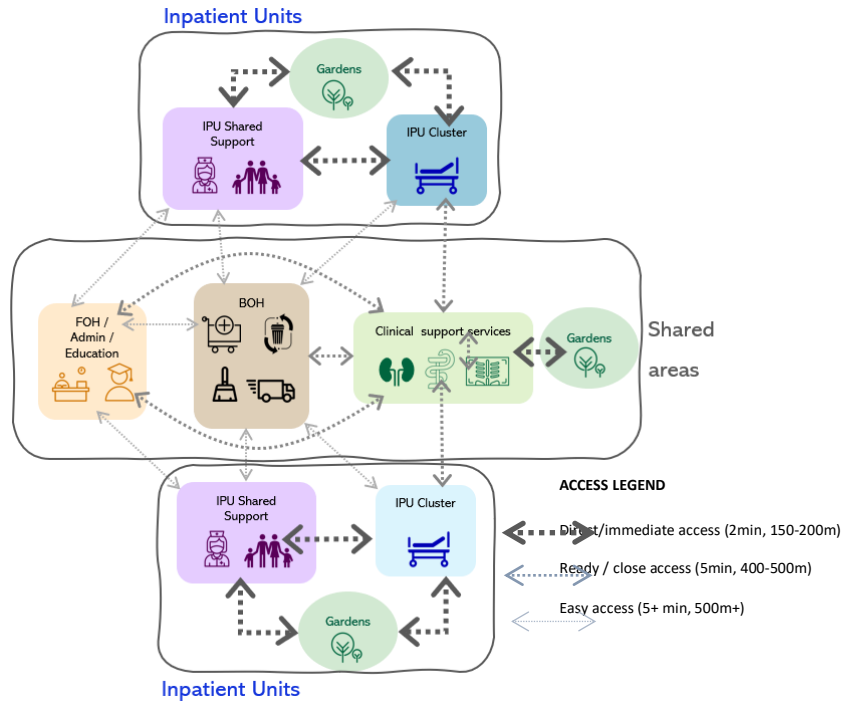 Inpatient Units
Gardens
IPU Shared
Support
IPU Cluster
FOH /
Admin /
Education
BOH
Clinical support services
Gardens
Shared
areas
IPU Shared
Support
IPU Cluster
Gardens
Inpatient Units
ACCESS LEGEND
Direct/immediate access (2min, 150-200m)
Ready / close access (5min, 400-500m)
Easy access (5+ min, 500m+)